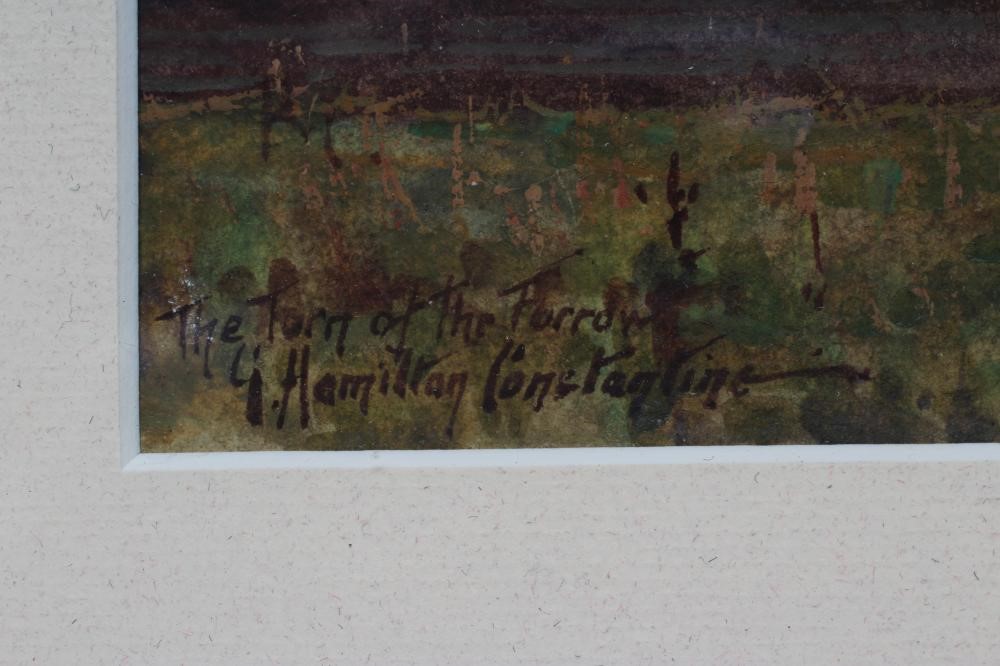 The Turn of the Furrow
G. Hamilton Constantine